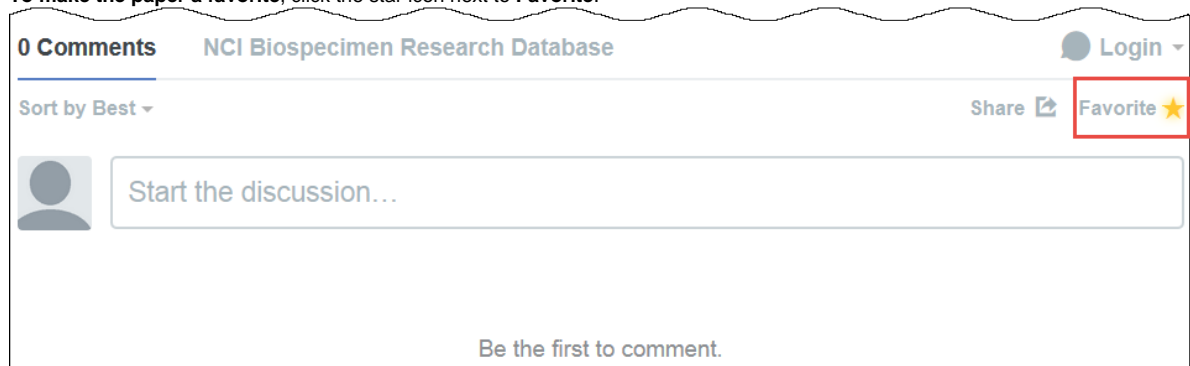 To make the paper a favorite, click the star icon next to Favorite.
0 Comments NCI Biospecimen Research Database Login
Sort by Best Share Favorite
Start the discussion…
Be the first to comment.